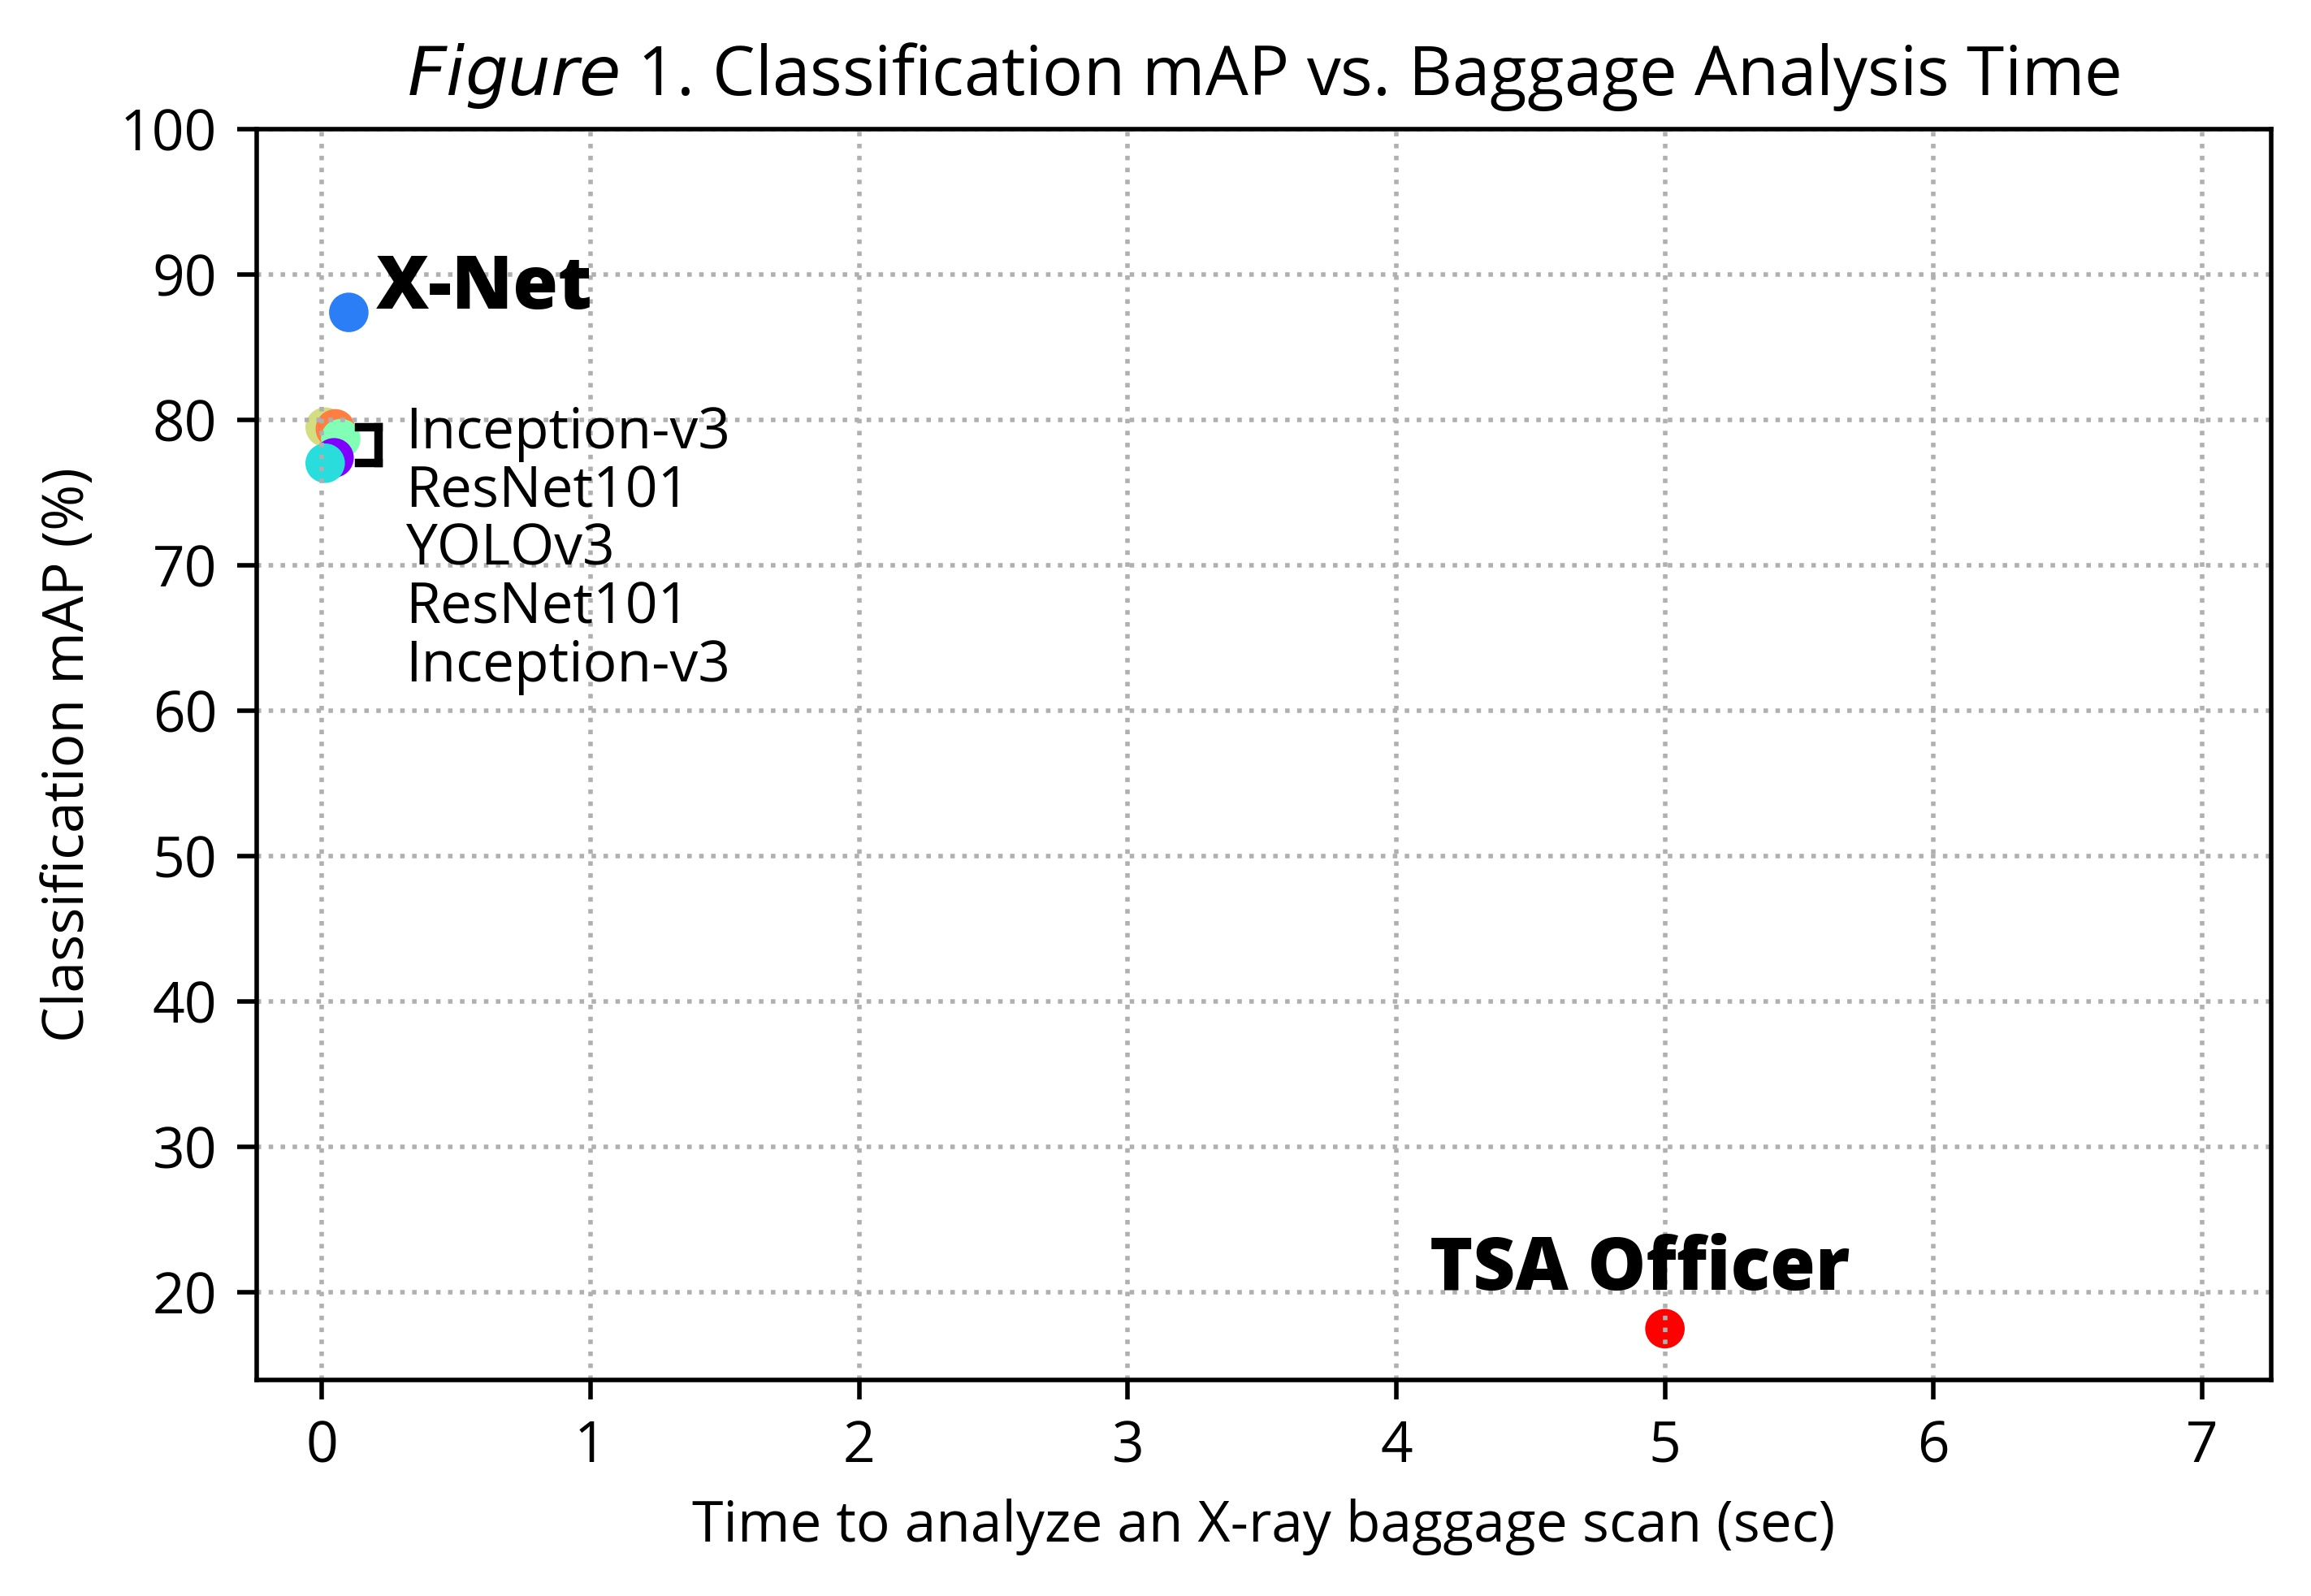 Figure 1. Classification mAP vs. Baggage Analysis Time
Classification mAP (%)
100
90
80
70
60
50
40
30
20
X-Net
Inception-v3
ResNet101
YOLOv3
ResNet101
Inception-v3
TSA Officer
0 1 2 3 4 5 6 7
Time to analyze an X-ray baggage scan (sec)